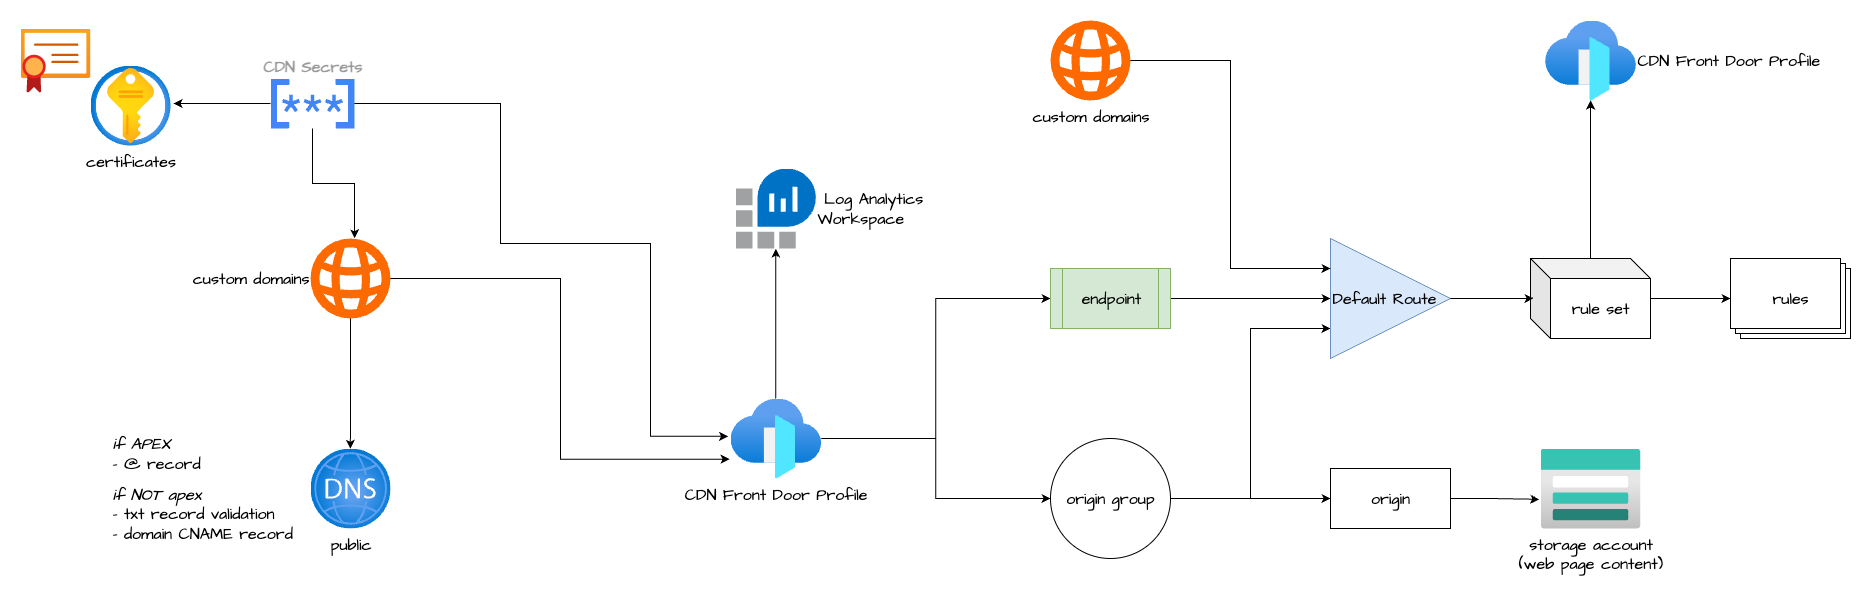 CDN Secrets
[***]
certificates
custom domains
if APEX
- @ record
if NOT apex
- txt record validation
- domain CNAME record
DNS
public
Log Analytics
Workspace
CDN Front Door Profile
custom domains
endpoint
origin group
Default Route
origin
CDN Front Door Profile
rule set
rules
storage account
(web page content)